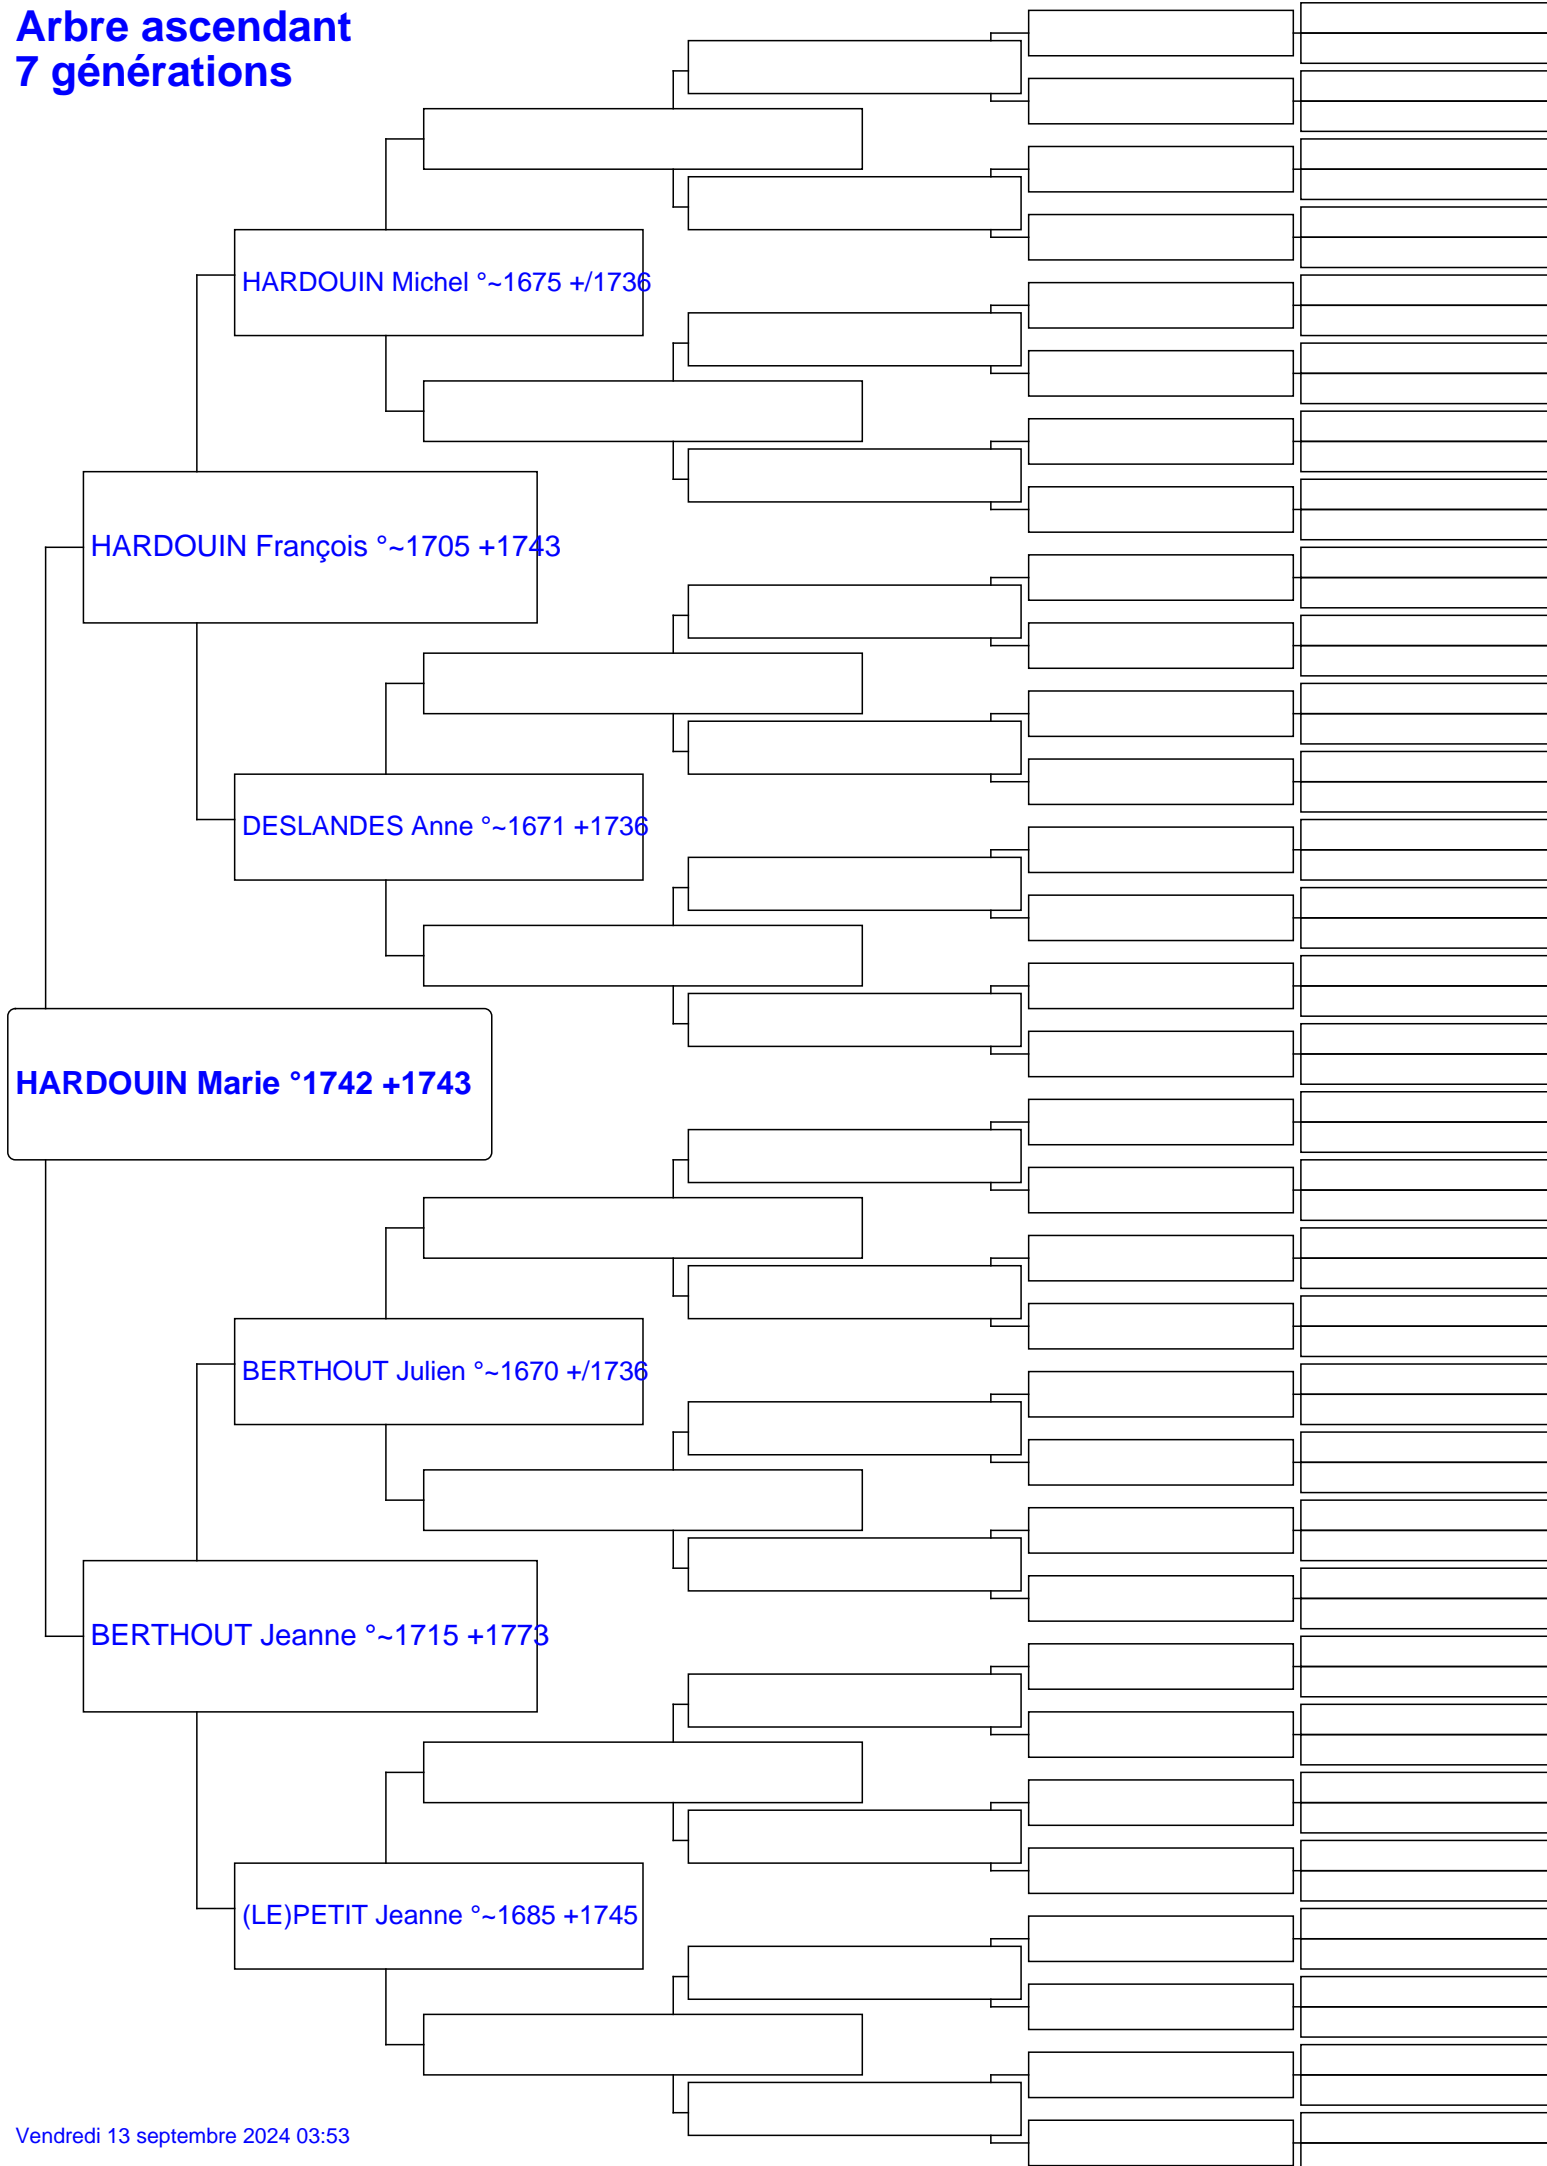 Arbre ascendant
7 générations
HARDOUIN Michel °~1675 +/1736
HARDOUIN François °~1705 +1743
DESLANDES Anne °~1671 +1736
HARDOUIN Marie °1742 +1743
BERTHOUT Julien °~1670 +/1736
BERTHOUT Jeanne °~1715 +1773
(LE)PETIT Jeanne °~1685 +1745
Vendredi 13 septembre 2024 03:53